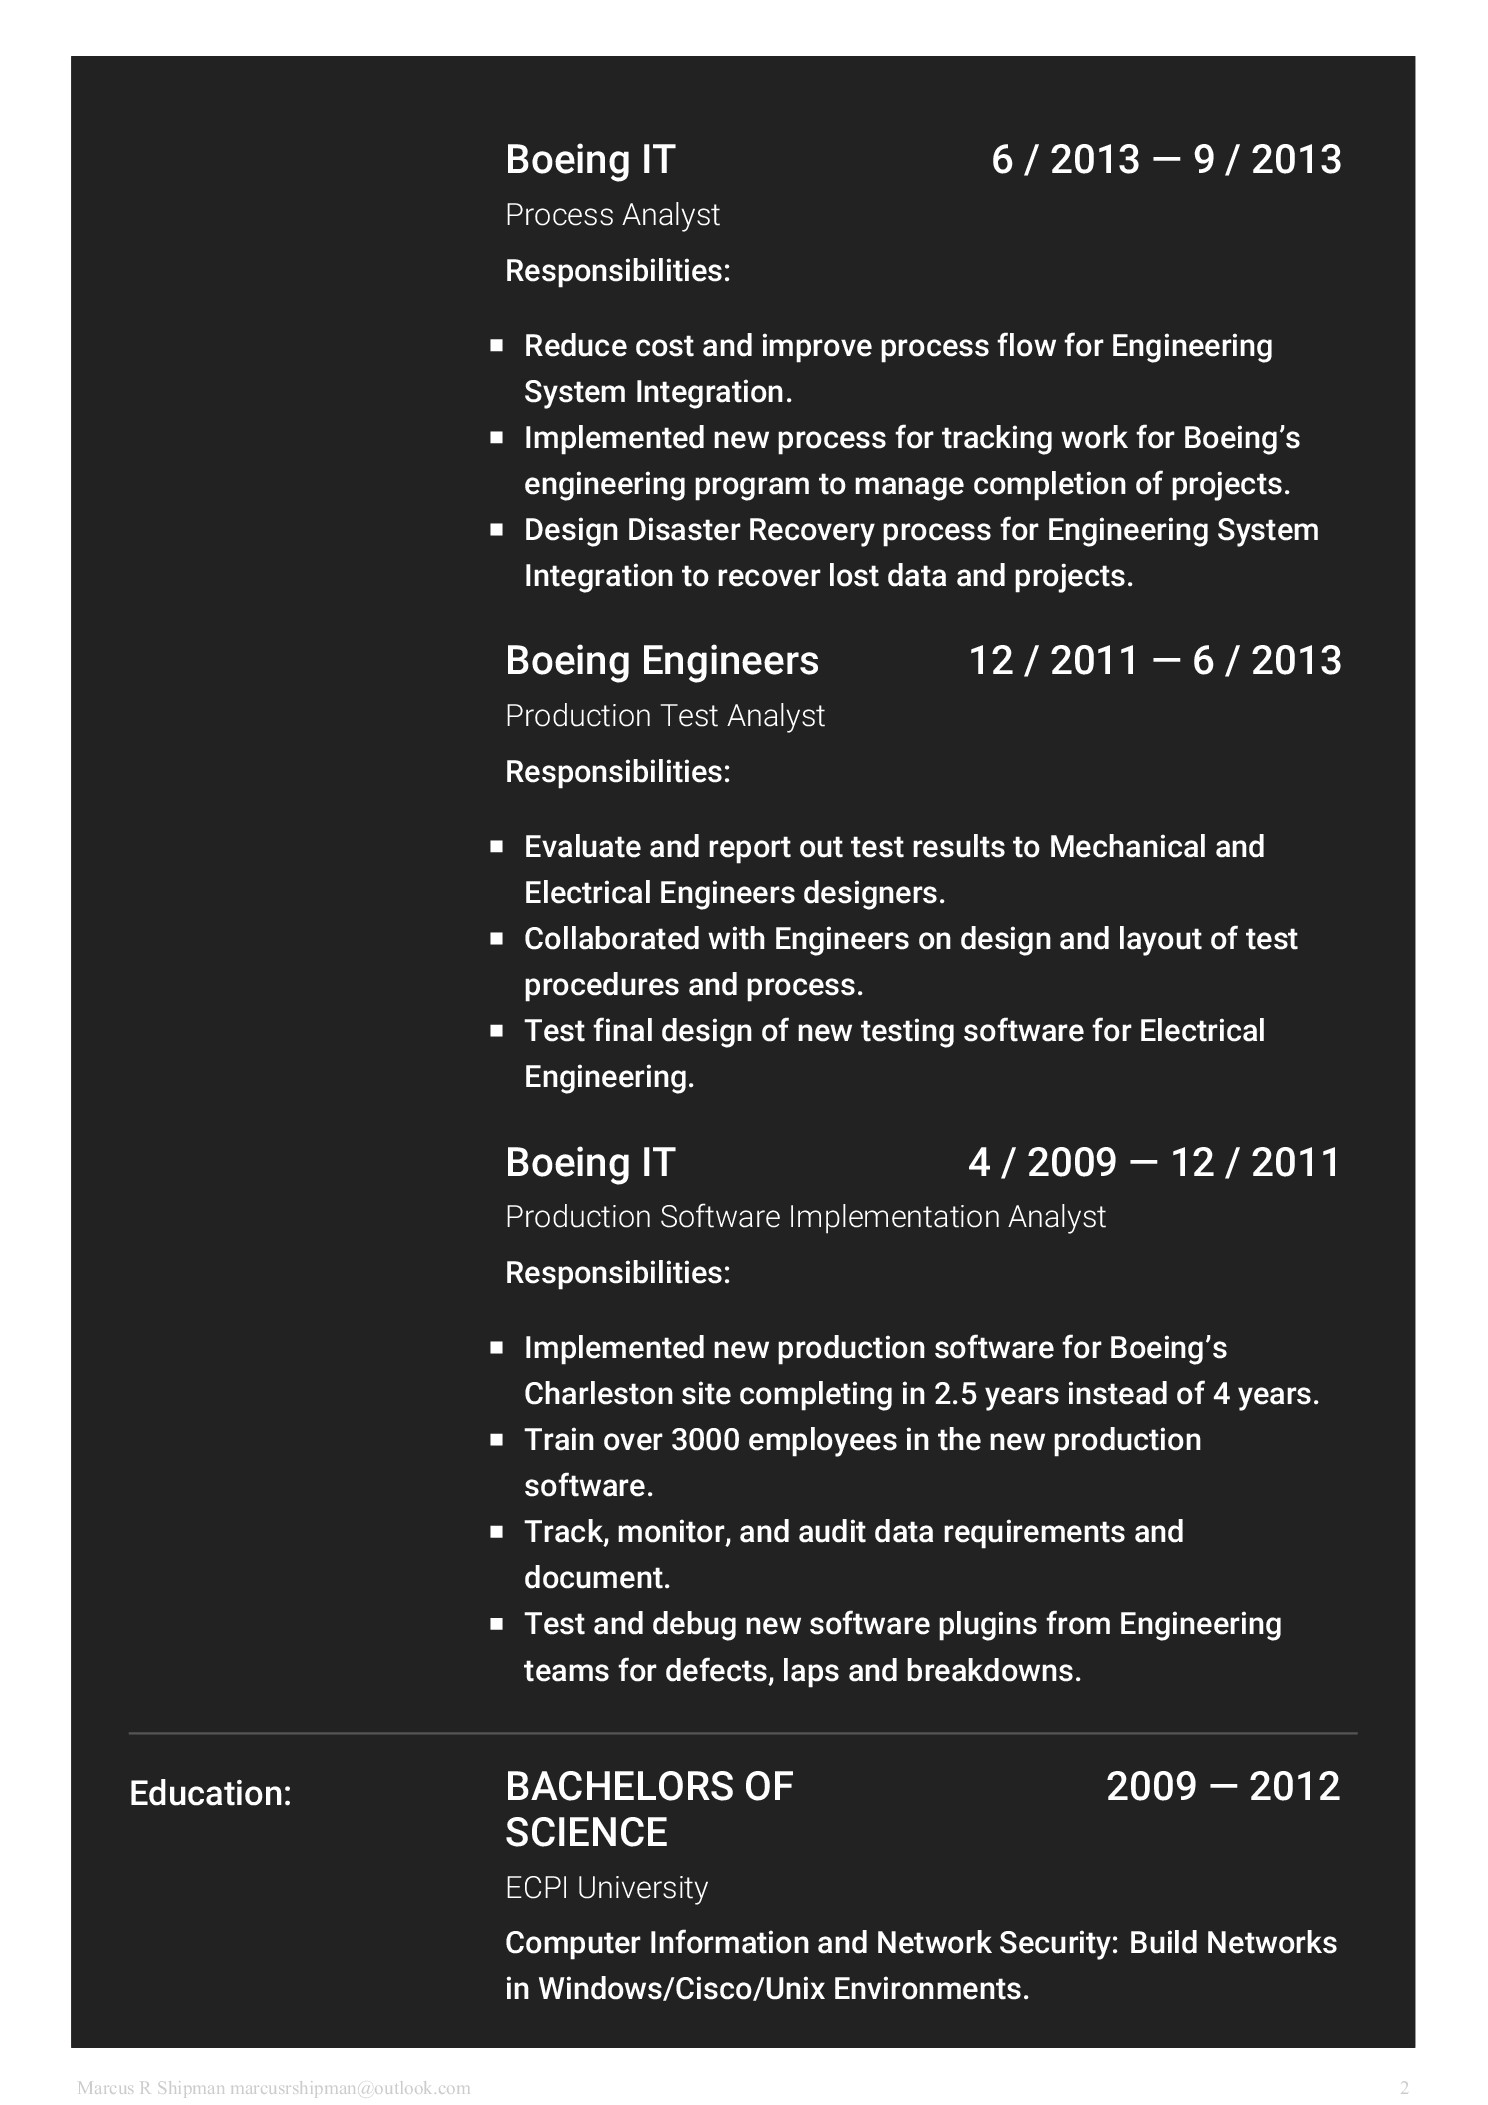 Boeing IT 6 / 2013 — 9 / 2013
Process Analyst
Responsibilities:
▪ Reduce cost and improve process flow for Engineering
System Integration.
▪ Implemented new process for tracking work for Boeing’s
engineering program to manage completion of projects.
▪ Design Disaster Recovery process for Engineering System
Integration to recover lost data and projects.
Boeing Engineers 12 / 2011 — 6 / 2013
Production Test Analyst
Responsibilities:
▪ Evaluate and report out test results to Mechanical and
Electrical Engineers designers.
▪ Collaborated with Engineers on design and layout of test
procedures and process.
▪ Test final design of new testing software for Electrical
Engineering.
Boeing IT 4 / 2009 — 12 / 2011
Production Software Implementation Analyst
Responsibilities:
▪ Implemented new production software for Boeing’s
Charleston site completing in 2.5 years instead of 4 years.
▪ Train over 3000 employees in the new production
software.
▪ Track, monitor, and audit data requirements and
document.
▪ Test and debug new software plugins from Engineering
teams for defects, laps and breakdowns.
Education: BACHELORS OF 2009 — 2012
SCIENCE
ECPI University
Computer Information and Network Security: Build Networks
in Windows/Cisco/Unix Environments.
Marcus R Shipman marcusrshipman@outlook.com 2